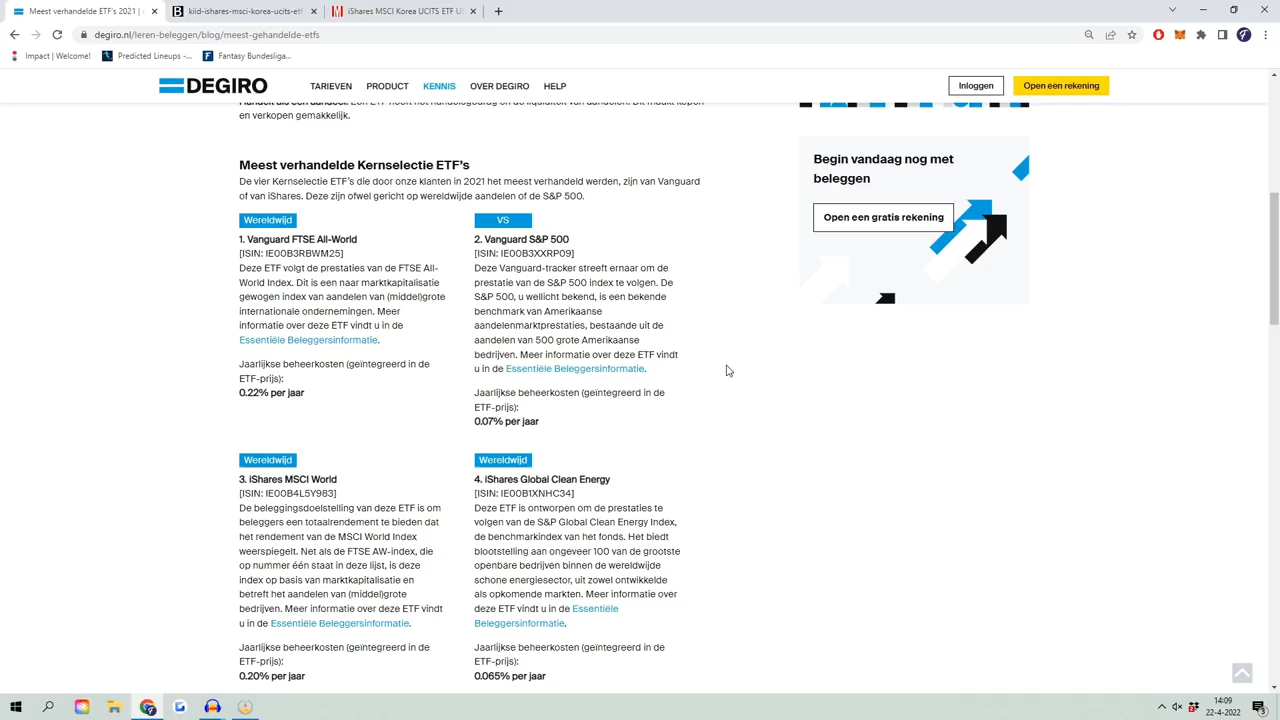 Meest verhandelde ETF's 2021 |
kiid-ishares-msci-korea-ucits-etf
iShares MSCI Korea UCITS ETF US
degiro.nl/leren-beleggen/blog/meest-gehandelde-etfs
Impact | Welcome!
Predicted Lineups -...
Fantasy Bundesliga...
DEGIRO
TARIEVEN
PRODUCT
KENNIS
OVER DEGIRO
HELP
Inloggen
Open een rekening
Handelt als een aandeel. Een ETF heeft het handelsgedrag en de liquiditeit van aandelen. Dit maakt kopen
en verkopen gemakkelijk.
Meest verhandelde Kernselectie ETF's
De vier Kernselectie ETF's die door onze klanten in 2021 het meest verhandeld werden, zijn van Vanguard
of van iShares. Deze zijn ofwel gericht op wereldwijde aandelen of de S&P 500.
Wereldwijd
1. Vanguard FTSE All-World
[ISIN: IE00B3RBWM25]
Deze ETF volgt de prestaties van de FTSE All-
World Index. Dit is een naar marktkapitalisatie
gewogen index van aandelen van (middel)grote
internationale ondernemingen. Meer
informatie over deze ETF vindt u in de
Essentiële Beleggersinformatie.
Jaarlijkse beheerkosten (geïntegreerd in de
ETF-prijs):
0.22% per jaar
VS
2. Vanguard S&P 500
[ISIN: IE00B3XXRP09]
Deze Vanguard-tracker streeft ernaar om de
prestatie van de S&P 500 index te volgen. De
S&P 500, u wellicht bekend, is een bekende
benchmark van Amerikaanse
aandelenmarktprestaties, bestaande uit de
aandelen van 500 grote Amerikaanse
bedrijven. Meer informatie over deze ETF vindt
u in de Essentiële Beleggersinformatie.
Jaarlijkse beheerkosten (geïntegreerd in de
ETF-prijs):
0.07% per jaar
Wereldwijd
3. iShares MSCI World
[ISIN: IE00B4L5Y983]
De beleggingsdoelstelling van deze ETF is om
beleggers een totaalrendement te bieden dat
het rendement van de MSCI World Index
weerspiegelt. Net als de FTSE AW-index, die
op nummer één staat in deze lijst, is deze
index op basis van marktkapitalisatie en
betreft het aandelen van (middel)grote
bedrijven. Meer informatie over deze ETF vindt
u in de Essentiële Beleggersinformatie.
Jaarlijkse beheerkosten (geïntegreerd in de
ETF-prijs):
0.20% per jaar
Wereldwijd
4. iShares Global Clean Energy
[ISIN: IE00B1XNHC34]
Deze ETF is ontworpen om de prestaties te
volgen van de S&P Global Clean Energy Index,
de benchmarkindex van het fonds. Het biedt
blootstelling aan ongeveer 100 van de grootste
openbare bedrijven binnen de wereldwijde
schone energiesector, uit zowel ontwikkelde
als opkomende markten. Meer informatie over
deze ETF vindt u in de Essentiële
Beleggersinformatie.
Jaarlijkse beheerkosten (geïntegreerd in de
ETF-prijs):
0.065% per jaar
Begin vandaag nog met
beleggen
Open een gratis rekening
14:09
22-4-2022